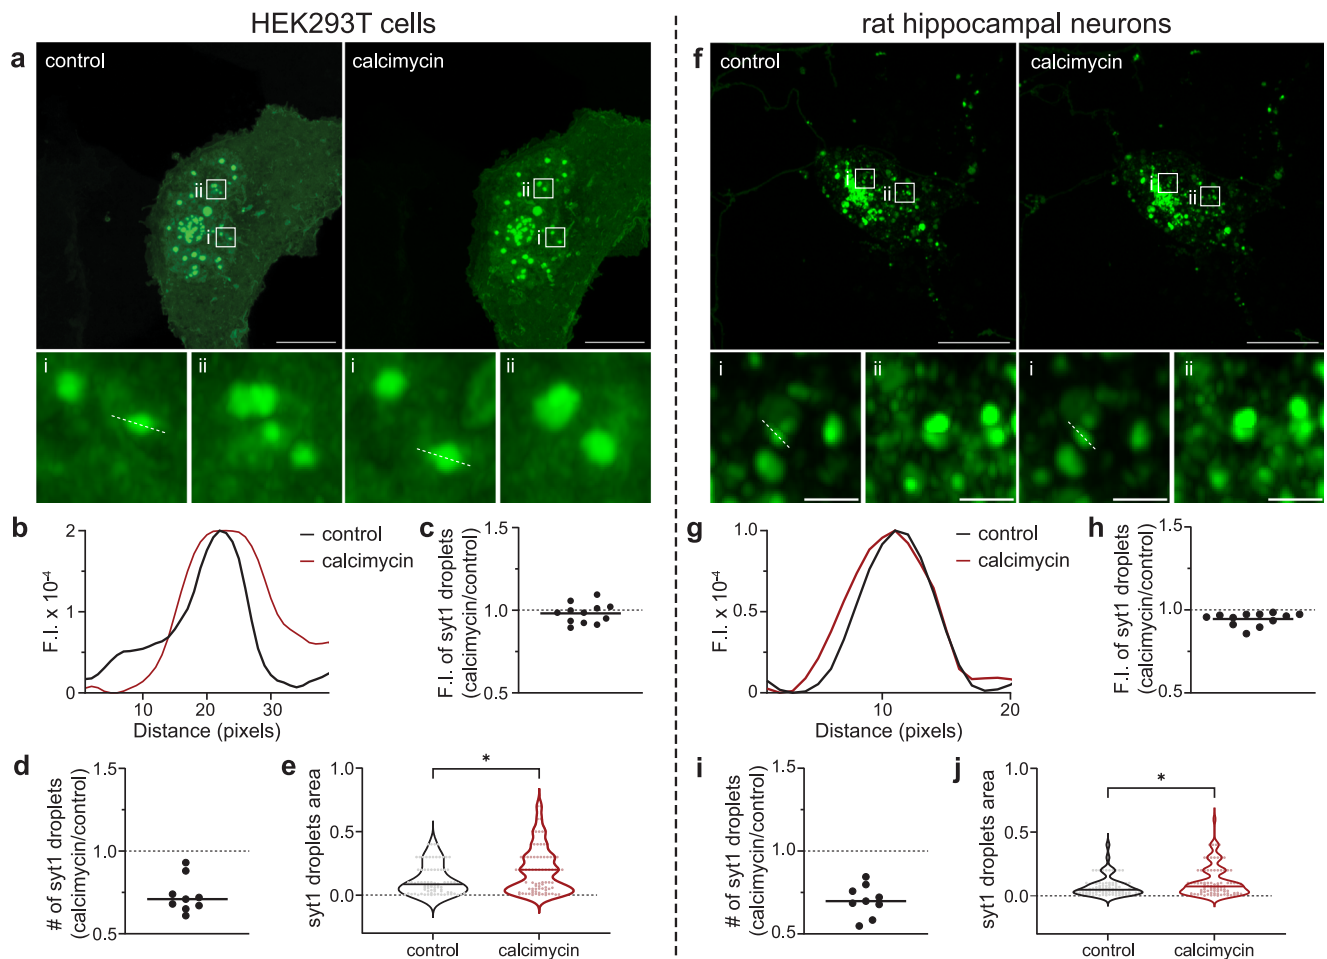 HEK293T cells
rat hippocampal neurons
a
control
calcimycin
ii
i
ii
i
i
ii
i
ii
f
control
calcimycin
i
ii
i
ii
i
ii
i
ii
b
2
1
0
F.I. x 10-4
10
20
30
Distance (pixels)
control
calcimycin
c
1.5
1.0
0.5
F.I. of syt1 droplets
(calcimycin/control)
g
1.0
0.5
0
F.I. x 10-4
10
20
Distance (pixels)
control
calcimycin
h
1.5
1.0
0.5
F.I. of syt1 droplets
(calcimycin/control)
d
1.5
1.0
0.5
# of syt1 droplets
(calcimycin/control)
e
1.0
0.5
0.0
syt1 droplets area
*
control
calcimycin
i
1.5
1.0
0.5
# of syt1 droplets
(calcimycin/control)
j
1.0
0.5
0.0
syt1 droplets area
*
control
calcimycin